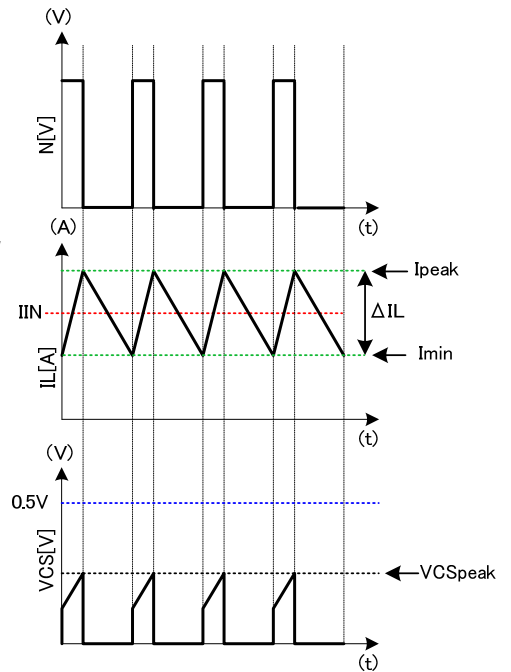 (V)
N[V]
(t)
(A)
Ipeak
IIN
ΔIL
Imin
IL[A]
(t)
(V)
0.5V
VCS[V]
VCSpeak
(t)